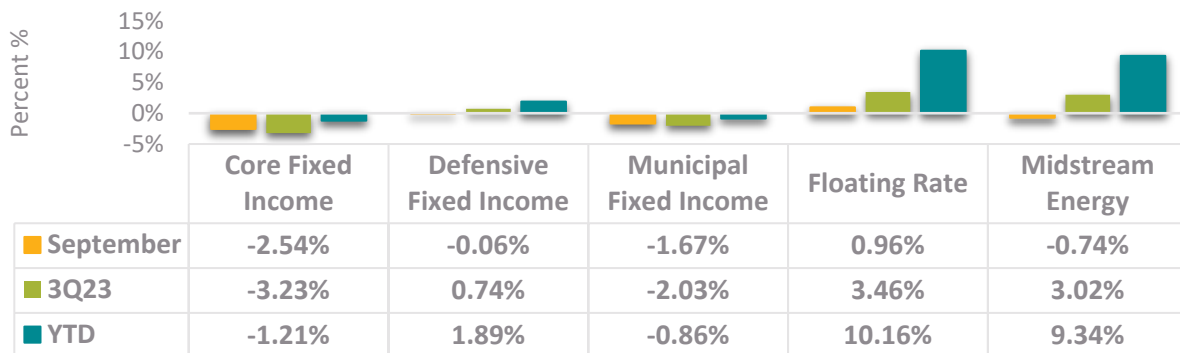 Percent %
15%
10%
5%
0%
-5%
Core Fixed
Income
Defensive
Fixed Income
Municipal
Fixed Income
Floating Rate
Midstream
Energy
September -2.54% -0.06% -1.67% 0.96% -0.74%
3Q23 -3.23% 0.74% -2.03% 3.46% 3.02%
YTD -1.21% 1.89% -0.86% 10.16% 9.34%